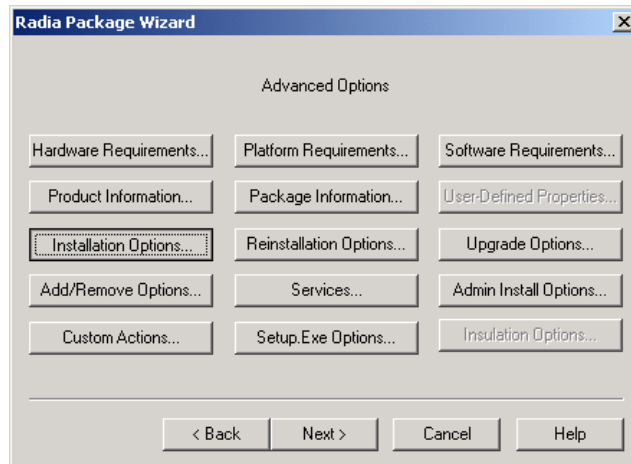 Radia Package Wizard
Advanced Options
Hardware Requirements... Platform Requirements... Software Requirements...
Product Information... Package Information... User-Defined Properties...
Installation Options... Reinstallation Options... Upgrade Options...
Add/Remove Options... Services... Admin Install Options...
Custom Actions... Setup.Exe Options... Insulation Options...
< Back Next > Cancel Help